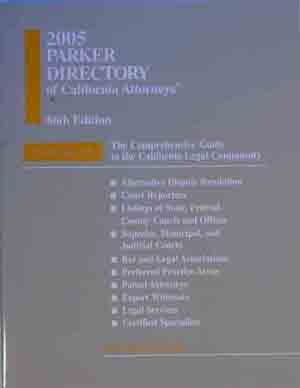 2005
PARKER
DIRECTORY
of California Attorneys
Edition
The Comprehensive Guide
to the California Legal Community
Alternative Dispute Resolution
Court Reporters
Listings of State, Federal,
County, Courts and Offices
Superior, Municipal, and
Judicial Courts
Bar and Legal Associations
Preferred Practice Areas
Patent Attorneys
Expert Witnesses
Legal Services
Certified Specialists